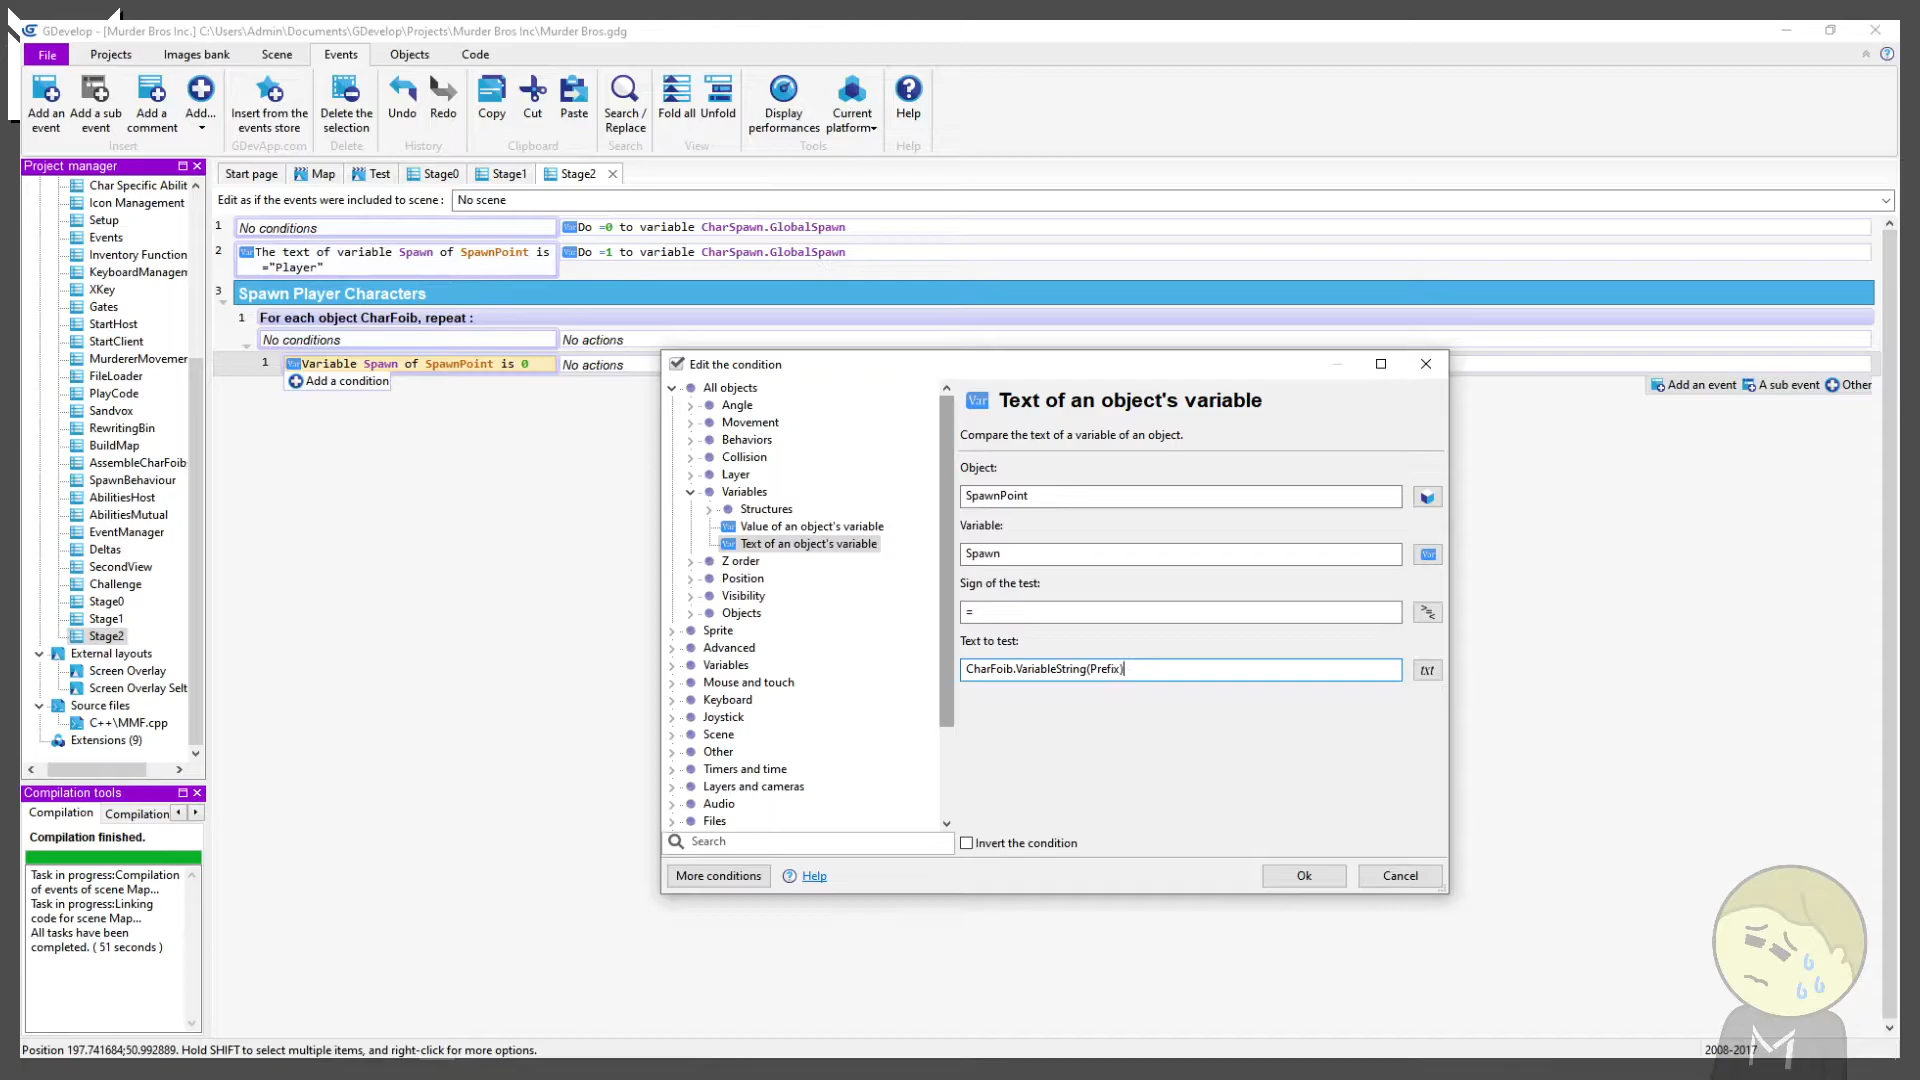 GDevelop - [Murder Bros Inc.] C:\Users\Admin\Documents\GDevelop\Projects\Murder Bros Inc\Murder Bros.gdg
File Projects Images bank Scene Events Objects Code
Add an event
Add a sub event
Add a comment
Add...
Insert from the events store
Delete the selection
Undo
Redo
Copy
Cut
Paste
Search / Replace
Fold all
Unfold
Display performances
Current platform
Help
Insert GDevApp.com Delete History Clipboard Search View Tools Help
Project manager
Start page Map Test Stage0 Stage1 Stage2
Edit as if the events were included to scene : No scene
Char Specific Abilit
Icon Management
Setup
Events
Inventory Function
KeyboardManagem
XKey
Gates
StartHost
StartClient
MurdererMovemer
FileLoader
PlayCode
Sandvox
RewritingBin
BuildMap
AssembleCharFoib
SpawnBehaviour
AbilitiesHost
AbilitiesMutual
EventManager
Deltas
SecondView
Challenge
Stage0
Stage1
Stage2
External layouts
Screen Overlay
Screen Overlay Selt
Source files
C++\MMF.cpp
Extensions (9)
1 No conditions Var Do =0 to variable CharSpawn.GlobalSpawn
2 Var The text of variable Spawn of SpawnPoint is ="Player" Var Do =1 to variable CharSpawn.GlobalSpawn
3 Spawn Player Characters
1 For each object CharFoib, repeat :
No conditions No actions
1 Var Variable Spawn of SpawnPoint is 0 No actions
Add a condition
Add an event A sub event Other
Edit the condition
All objects
Angle
Movement
Behaviors
Collision
Layer
Variables
Structures
Var Value of an object's variable
Var Text of an object's variable
Z order
Position
Visibility
Objects
Sprite
Advanced
Variables
Mouse and touch
Keyboard
Joystick
Scene
Other
Timers and time
Layers and cameras
Audio
Files
Search
Var Text of an object's variable
Compare the text of a variable of an object.
Object:
SpawnPoint
Variable:
Spawn Var
Sign of the test:
= >=<
Text to test:
CharFoib.VariableString(Prefix) txt
Invert the condition
More conditions Help Ok Cancel
Compilation tools
Compilation Compilation
Compilation finished.
Task in progress:Compilation
of events of scene Map...
Task in progress:Linking
code for scene Map...
All tasks have been
completed. ( 51 seconds )
Position 197.741684;50.992889. Hold SHIFT to select multiple items, and right-click for more options.
2008-2017
M